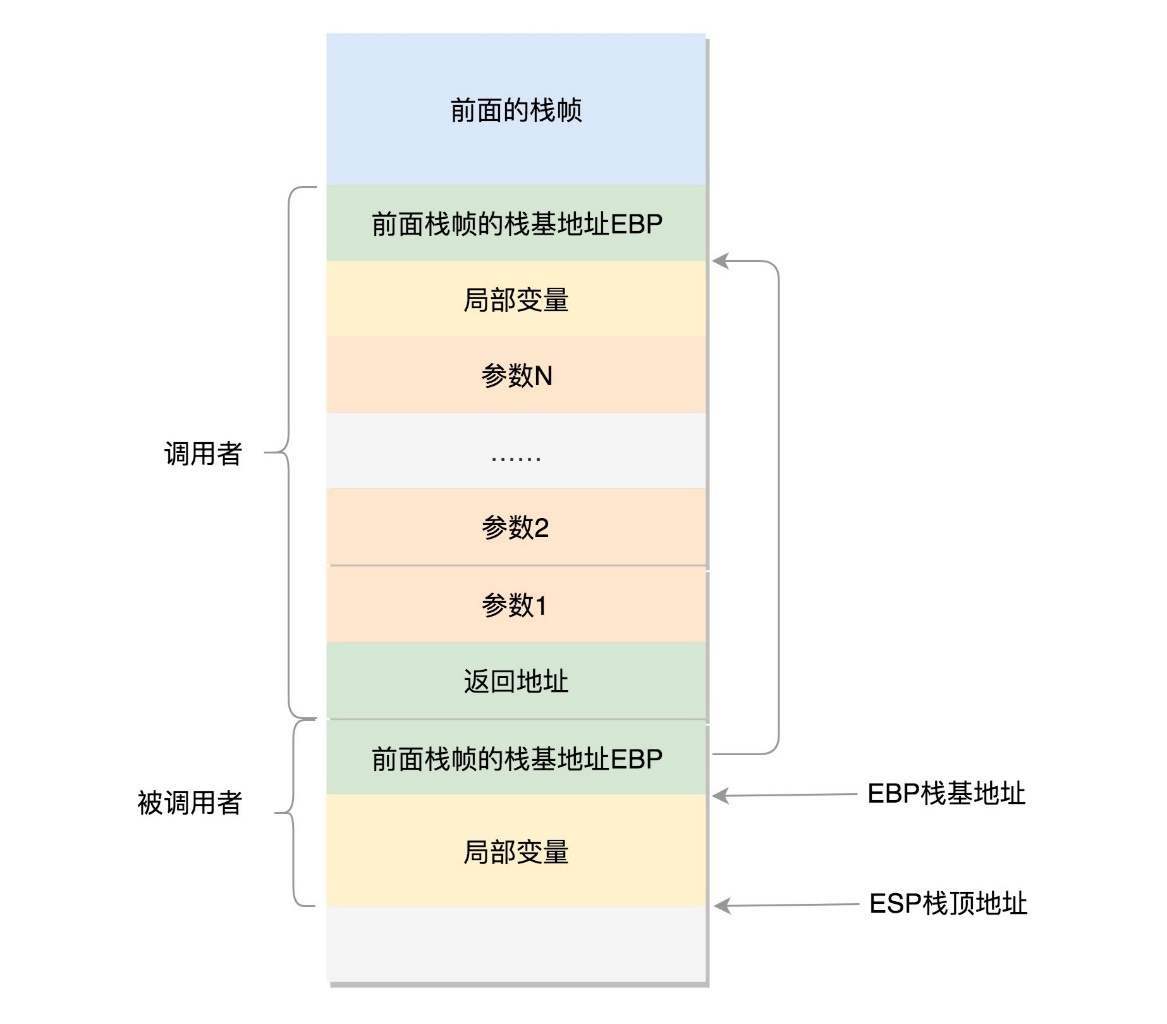 前面的栈帧
前面栈帧的栈基地址EBP
局部变量
参数N
调用者
......
参数2
参数1
返回地址
前面栈帧的栈基地址EBP
EBP栈基地址
被调用者
局部变量
ESP栈顶地址